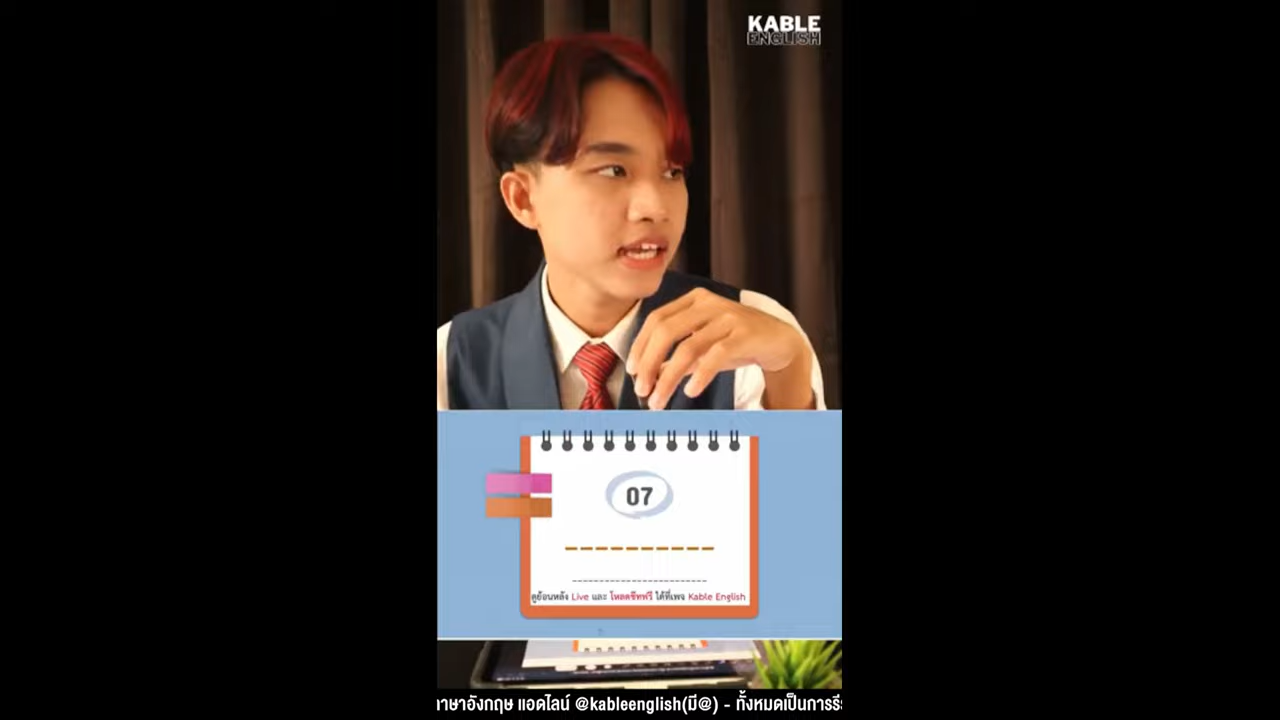 KABLE
ENGLISH
07
ดูย้อนหลัง Live และ โหลดชีทฟรี ได้ที่เพจ Kable English
าษาอังกฤษ แอดไลน์ @kableenglish(มี@) - ทั้งหมดเป็นการรี